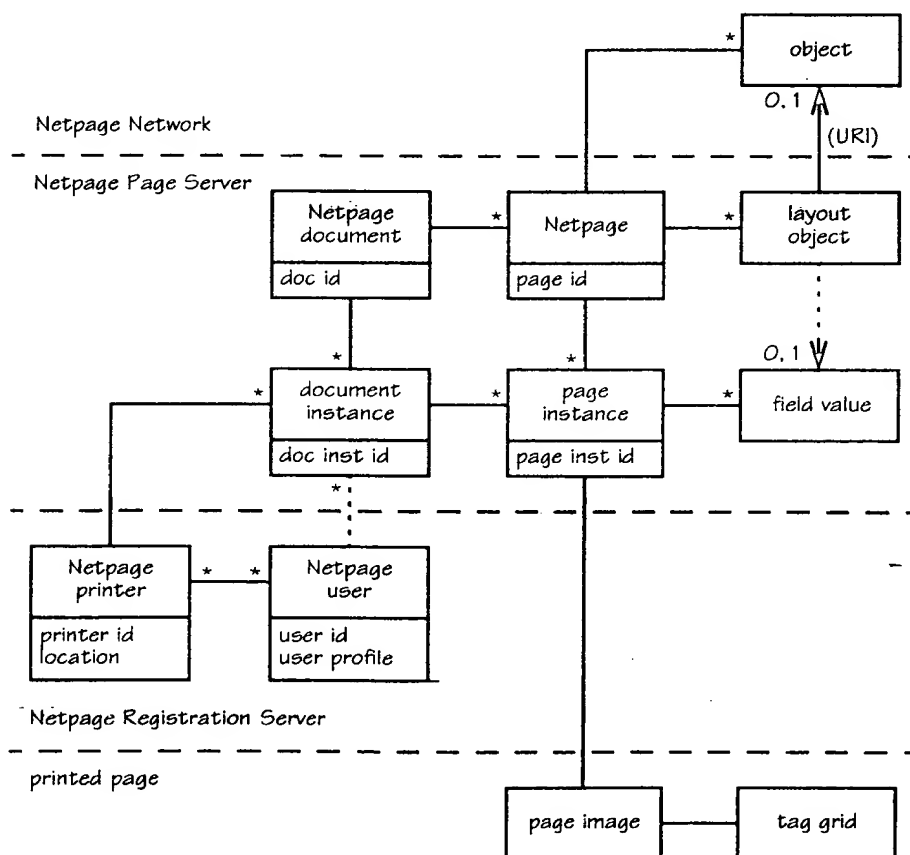 *
object
0.1
(URI)
Netpage Network
Netpage Page Server
Netpage
document
doc id
*
Netpage
page id
*
layout
object
*
*
0.1
*
document
instance
doc inst id
*
page
instance
page inst id
*
field value
*
Netpage
printer
printer id
location
*
*
Netpage
user
user id
user profile
Netpage Registration Server
printed page
page image
tag grid